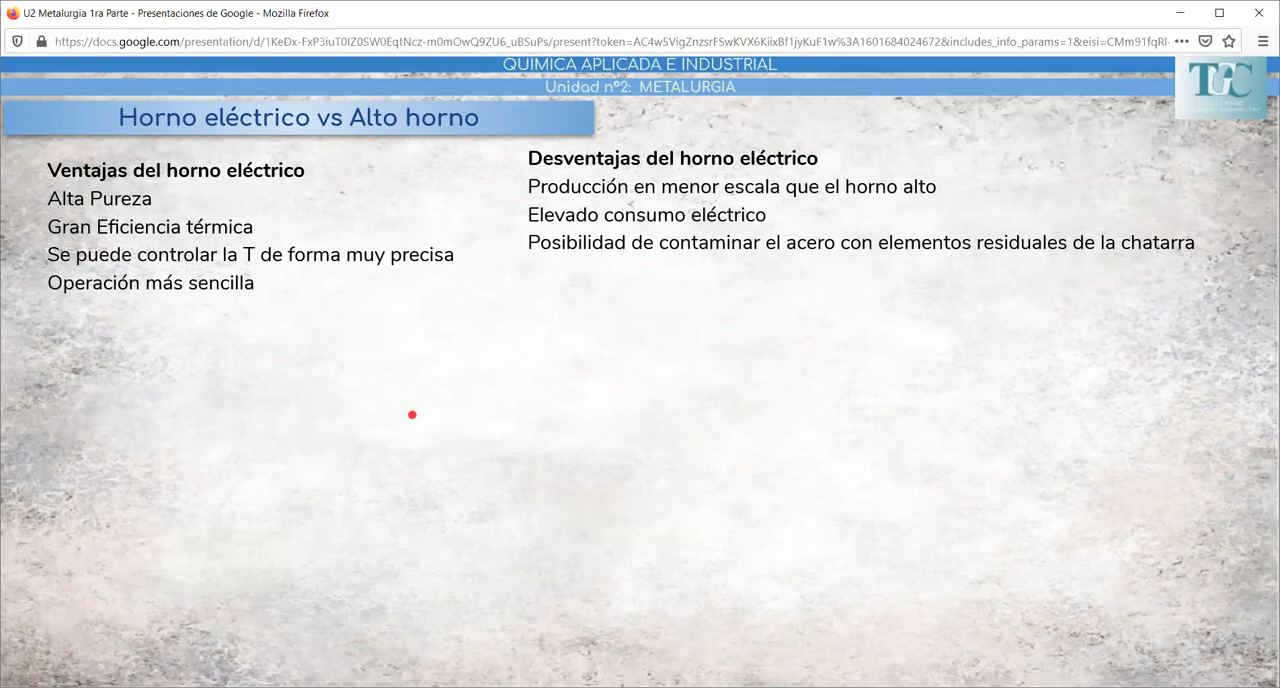 U2 Metalurgia 1ra Parte - Presentaciones de Google - Mozilla Firefox
https://docs.google.com/presentation/d/1KeDx-FxP3iuT0IZ0SW0EqtNcz-m0mOwQ9ZU6_uBSuPs/present?token=AC4w5VigZnzsrFSwKVX6KiixBf1jyKuF1w%3A1601684024672&includes_info_params=1&eisi=CMm91fqRl-
QUIMICA APLICADA E INDUSTRIAL
Unidad nº2: METALURGIA
TGC
Horno eléctrico vs Alto horno
Ventajas del horno eléctrico
Alta Pureza
Gran Eficiencia térmica
Se puede controlar la T de forma muy precisa
Operación más sencilla
Desventajas del horno eléctrico
Producción en menor escala que el horno alto
Elevado consumo eléctrico
Posibilidad de contaminar el acero con elementos residuales de la chatarra